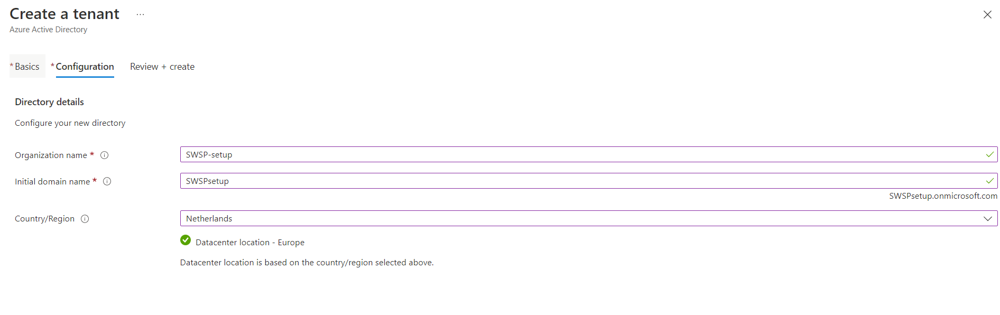 Create a tenant ...
Azure Active Directory
* Basics * Configuration Review + create
Directory details
Configure your new directory
Organization name * SWSP-setup
Initial domain name * SWSPsetup
SWSPsetup.onmicrosoft.com
Country/Region Netherlands
Datacenter location - Europe
Datacenter location is based on the country/region selected above.